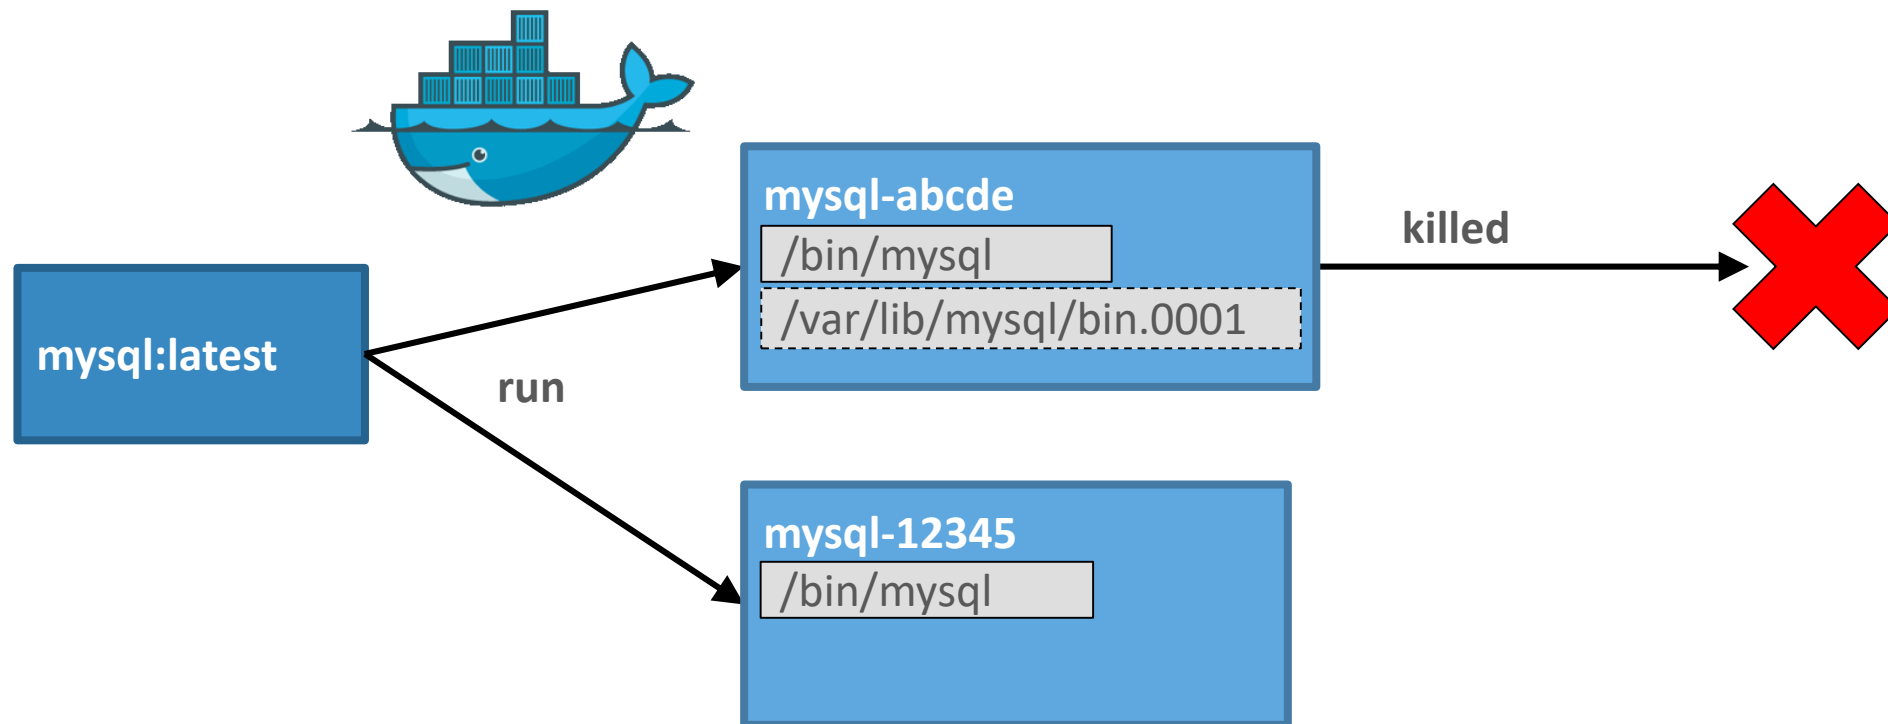 mysql:latest
run
mysql-abcde
/bin/mysql
/var/lib/mysql/bin.0001
killed
mysql-12345
/bin/mysql